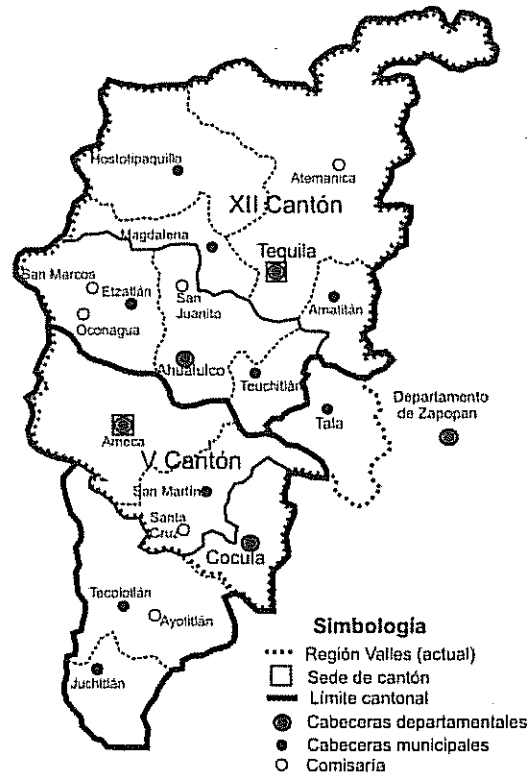 Hostotipaquillo
Atemanica
XII Cantón
Magdalena
Tequila
San Marcos
Etzatlán
San
Juanito
Amatitán
Oconagua
Ahualulco
Teuchitlán
Departamento
de Zapopan
Tala
Ameca
V Cantón
San Martín
Santa
Cruz
Cocula
Tecolotlán
Ayotitlán
Juchitlán
Simbología
Región Valles (actual)
Sede de cantón
Límite cantonal
Cabeceras departamentales
Cabeceras municipales
Comisaría